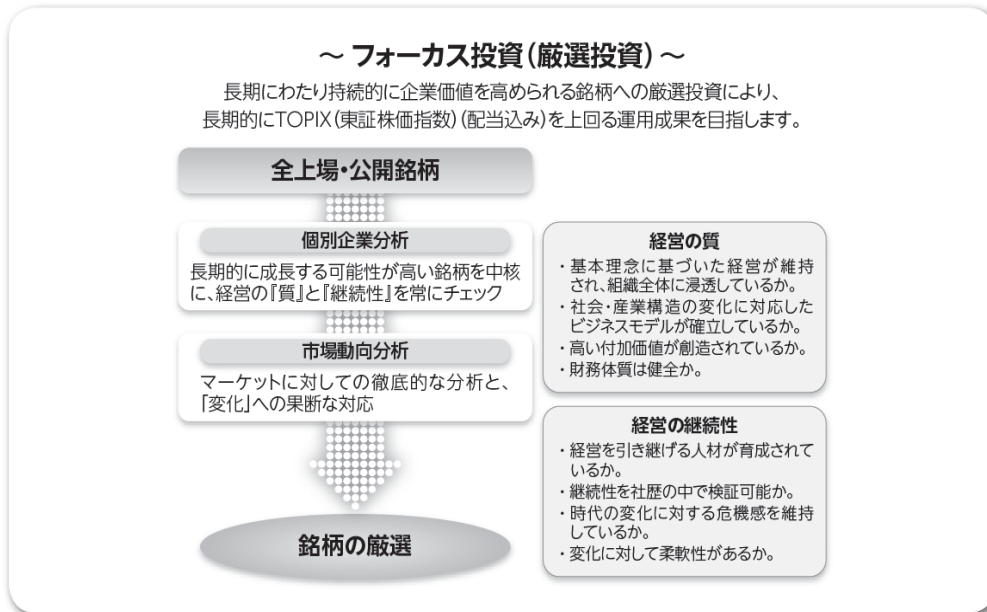 ～ フォーカス投資（厳選投資） ～
長期にわたり持続的に企業価値を高められる銘柄への厳選投資により、
長期的にTOPIX（東証株価指数）（配当込み）を上回る運用成果を目指します。
全上場・公開銘柄
個別企業分析
長期的に成長する可能性が高い銘柄を中核
に、経営の『質』と『継続性』を常にチェック
市場動向分析
マーケットに対しての徹底的な分析と、
「変化」への果断な対応
銘柄の厳選
経営の質
・基本理念に基づいた経営が維持
され、組織全体に浸透しているか。
・社会・産業構造の変化に対応した
ビジネスモデルが確立しているか。
・高い付加価値が創造されているか。
・財務体質は健全か。
経営の継続性
・経営を引き継げる人材が育成されて
いるか。
・継続性を社歴の中で検証可能か。
・時代の変化に対する危機感を維持
しているか。
・変化に対して柔軟性があるか。